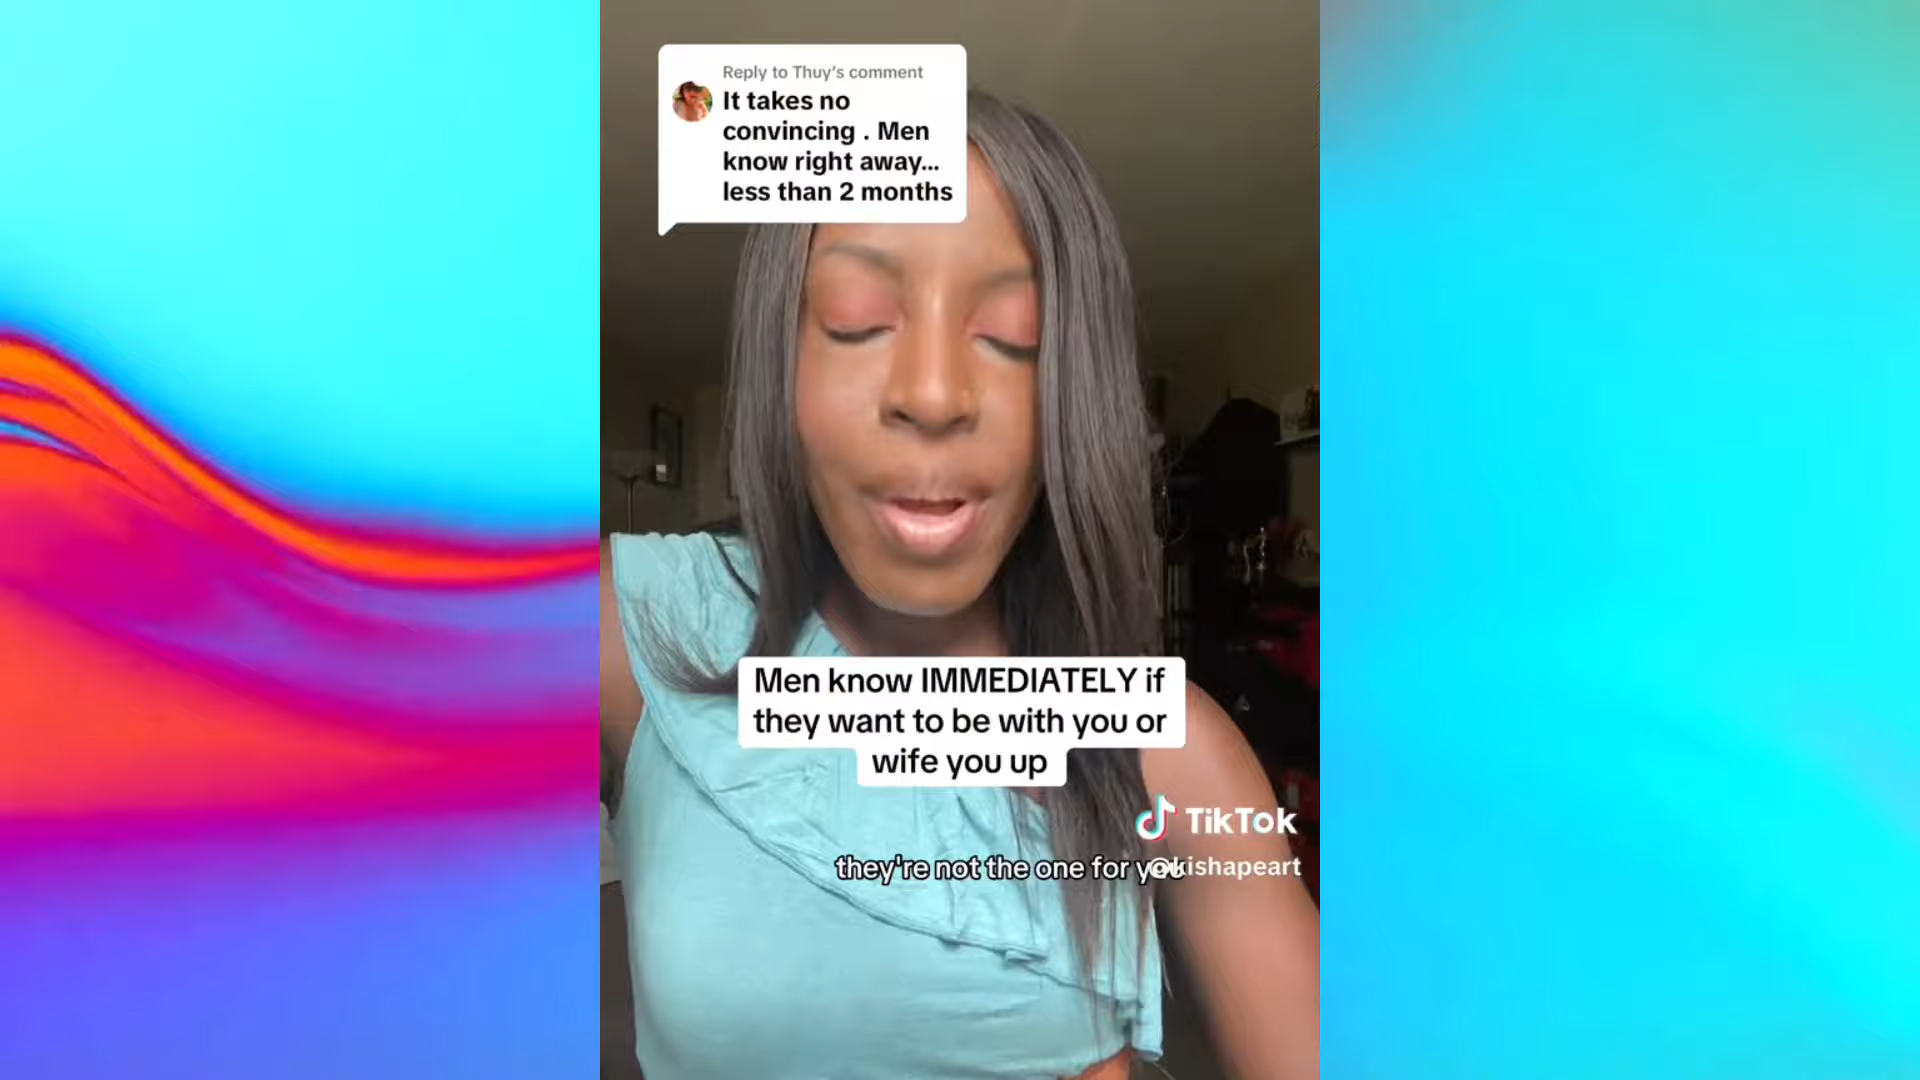 Reply to Thuy's comment
It takes no
convincing . Men
know right away...
less than 2 months
Men know IMMEDIATELY if
they want to be with you or
wife you up
TikTok
they're not the one for you
@kishapeart